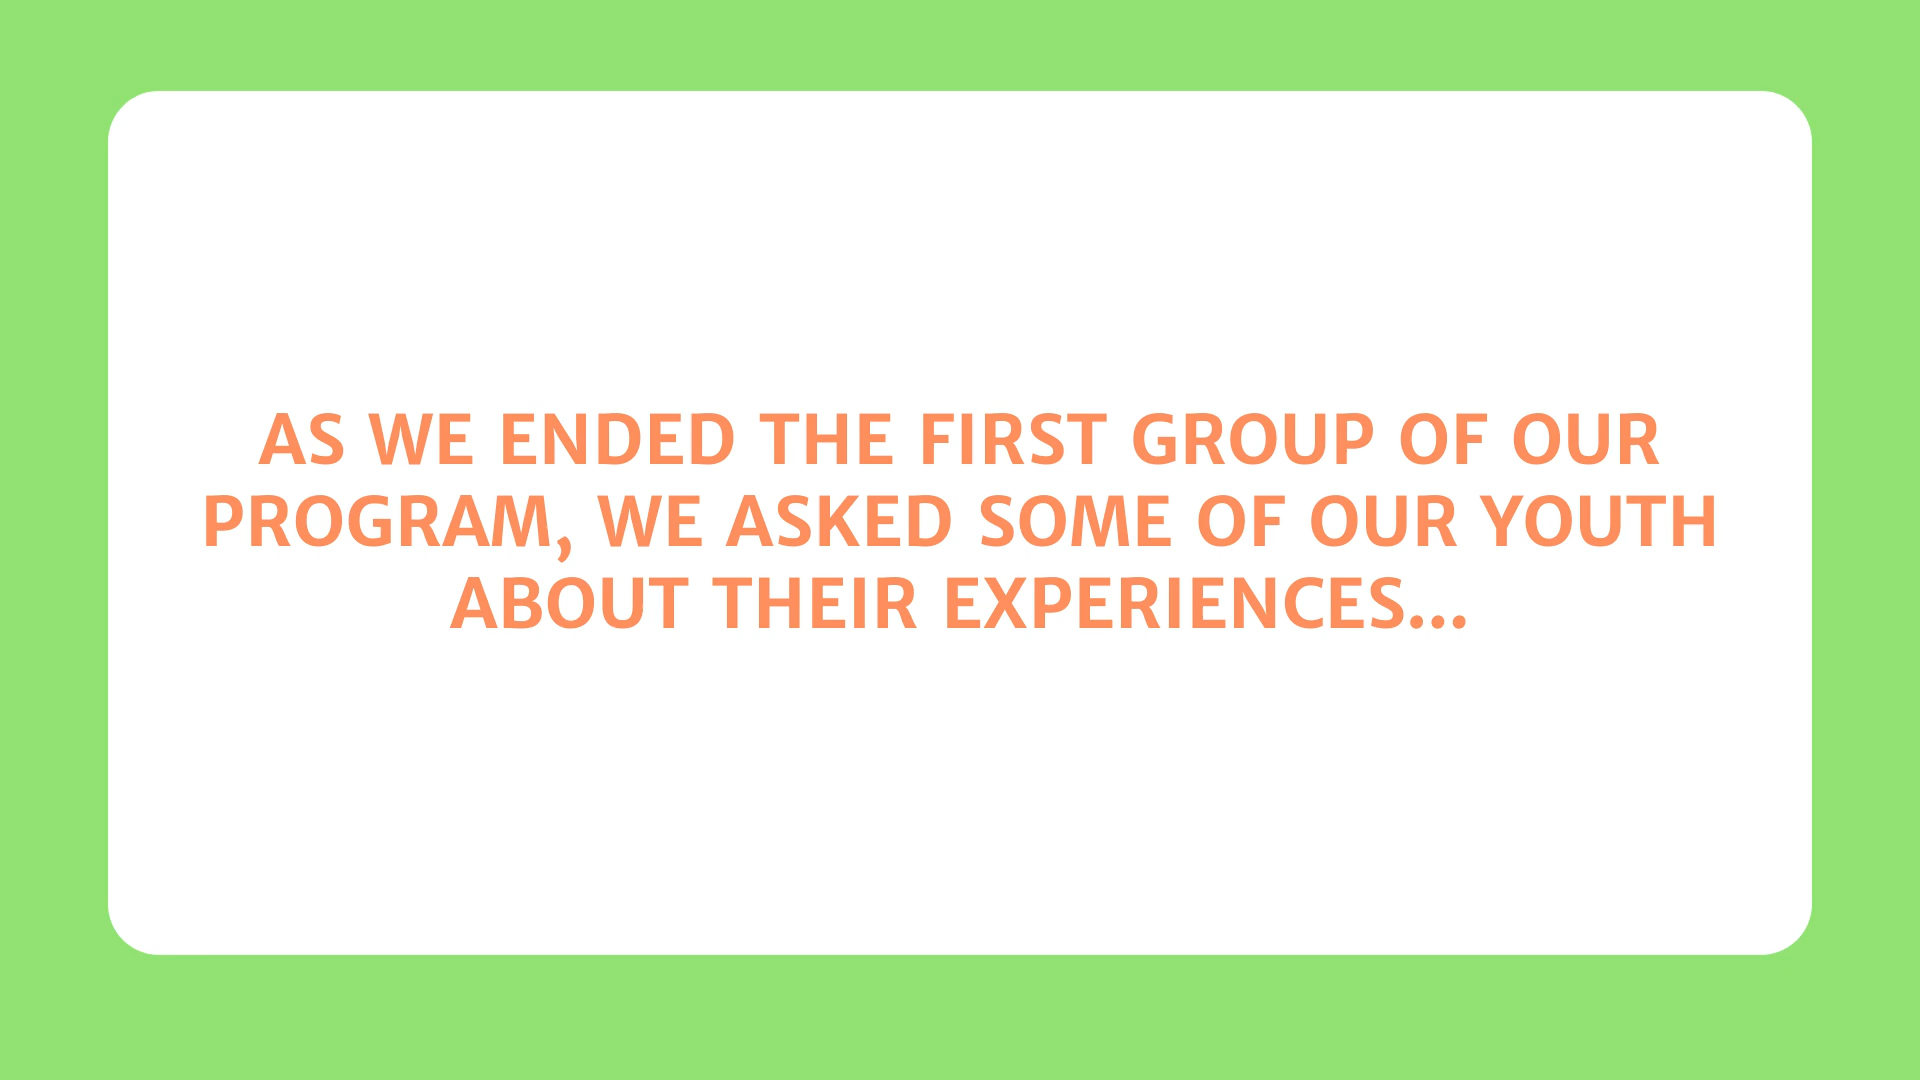 AS WE ENDED THE FIRST GROUP OF OUR
PROGRAM, WE ASKED SOME OF OUR YOUTH
ABOUT THEIR EXPERIENCES...